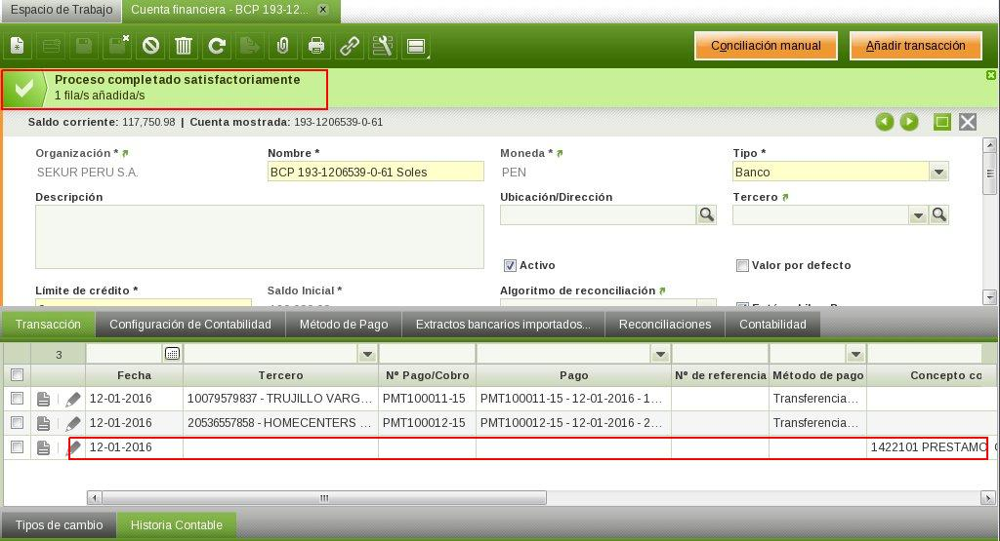 Espacio de Trabajo
Cuenta financiera - BCP 193-12...
Conciliación manual
Añadir transacción
Proceso completado satisfactoriamente
1 fila/s añadida/s
Saldo corriente: 117,750.98 | Cuenta mostrada: 193-1206539-0-61
Organización * Nombre * Moneda * Tipo *
SEKUR PERU S.A. BCP 193-1206539-0-61 Soles PEN Banco
Descripción Ubicación/Dirección Tercero
Activo Valor por defecto
Límite de crédito * Saldo Inicial * Algoritmo de reconciliación
Transacción Configuración de Contabilidad Método de Pago Extractos bancarios importados... Reconciliaciones Contabilidad
3
Fecha Tercero Nº Pago/Cobro Pago Nº de referencia Método de pago Concepto co
12-01-2016 10079579837 - TRUJILLO VARG... PMT100011-15 PMT100011-15 - 12-01-2016 - 1... Transferencia...
12-01-2016 20536557858 - HOMECENTERS ... PMT100012-15 PMT100012-15 - 12-01-2016 - 2... Transferencia...
12-01-2016 1422101 PRESTAMO
Tipos de cambio Historia Contable